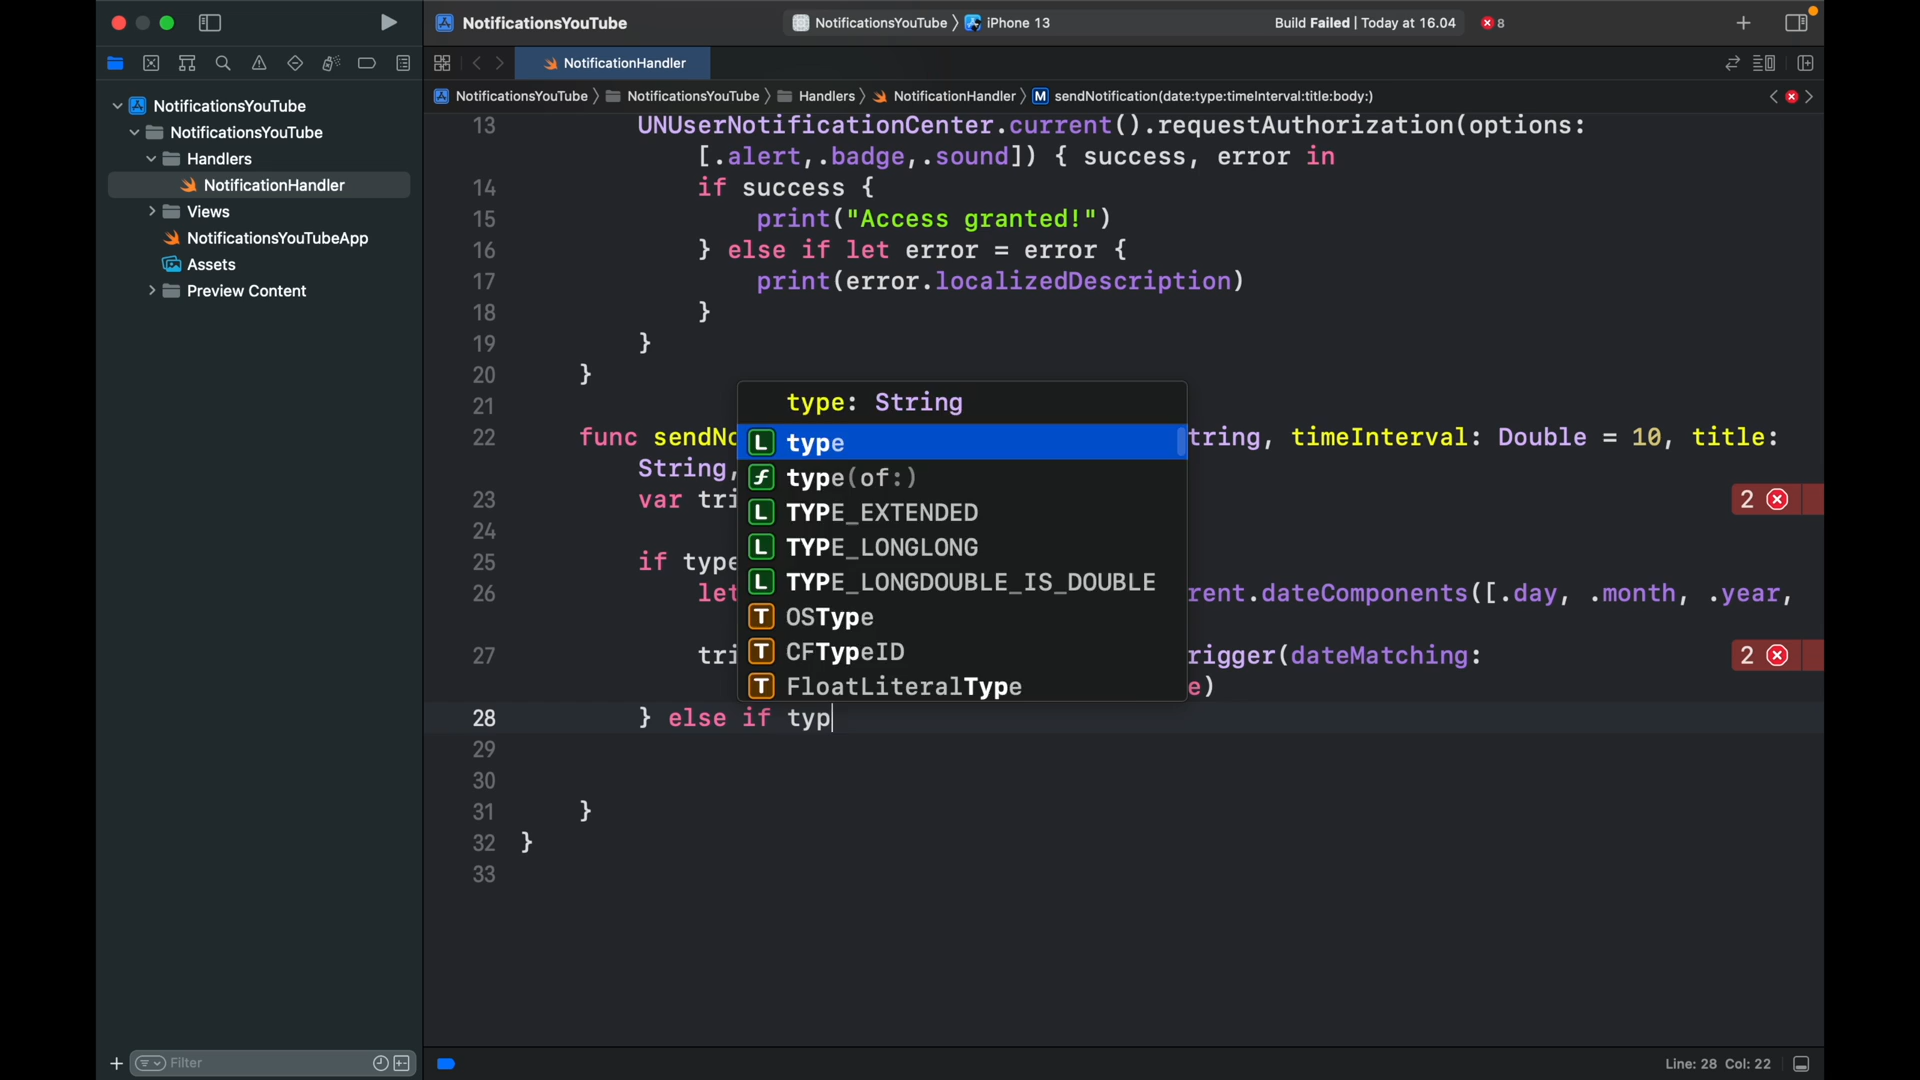 NotificationsYouTube
NotificationsYouTube 〉 iPhone 13
Build Failed | Today at 16.04
8
NotificationHandler
NotificationsYouTube 〉 NotificationsYouTube 〉 Handlers 〉 NotificationHandler 〉 M sendNotification(date:type:timeInterval:title:body:)
NotificationsYouTube
NotificationsYouTube
Handlers
NotificationHandler
Views
NotificationsYouTubeApp
Assets
Preview Content
13 UNUserNotificationCenter.current().requestAuthorization(options:
[.alert,.badge,.sound]) { success, error in
14 if success {
15 print("Access granted!")
16 } else if let error = error {
17 print(error.localizedDescription)
18 }
19 }
20 }
21
22 func sendNo tring, timeInterval: Double = 10, title:
String,
23 var tri 2
24
25 if type
26 let rent.dateComponents([.day, .month, .year,
27 tri rigger(dateMatching: 2
e)
28 } else if typ
29
30
31 }
32 }
33
type: String
L type
f type(of:)
L TYPE_EXTENDED
L TYPE_LONGLONG
L TYPE_LONGDOUBLE_IS_DOUBLE
T OSType
T CFTypeID
T FloatLiteralType
Filter
Line: 28 Col: 22